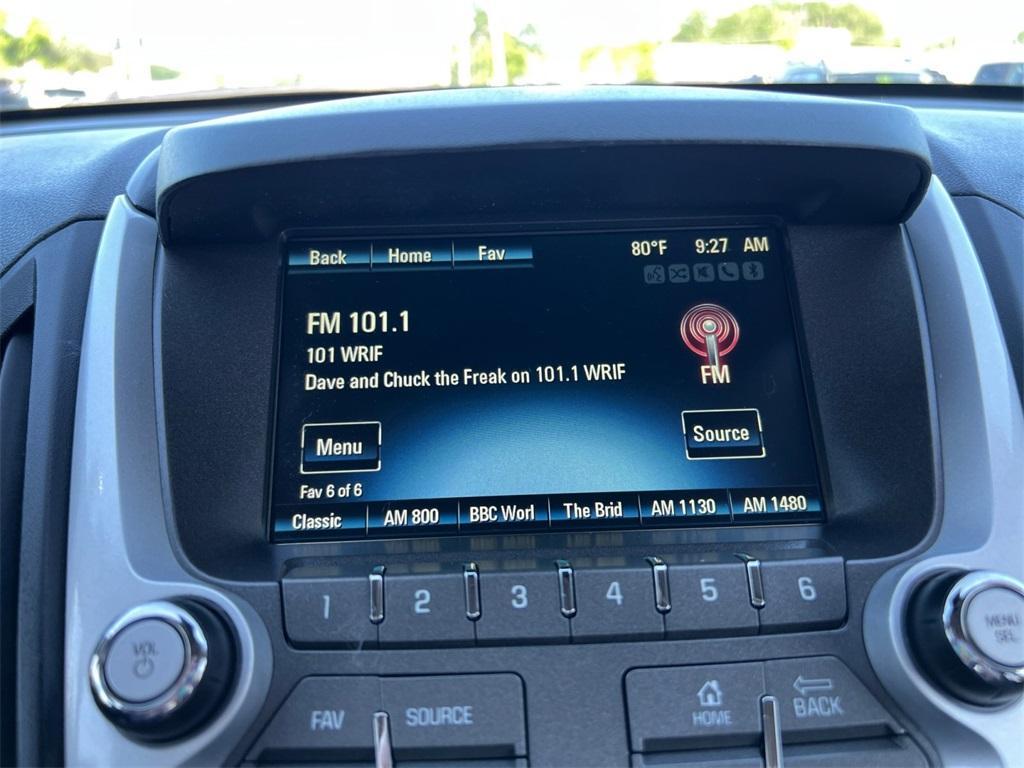 Back Home Fav 80°F 9:27 AM
FM 101.1
101 WRIF
Dave and Chuck the Freak on 101.1 WRIF
FM
Menu Source
Fav 6 of 6
Classic AM 800 BBC Worl The Brid AM 1130 AM 1480
1 2 3 4 5 6
VOL
MENU
SEL
FAV SOURCE HOME BACK